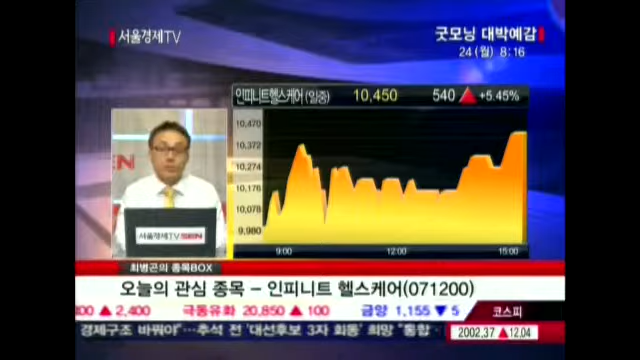 서울경제TV
굿모닝 대박예감
24(월) 8:16
인피니트헬스케어(일중) 10,450 540 ▲ +5.45%
10,470
10,372
10,274
10,176
10,078
9,980
9:00 12:00 15:00
SEN
서울경제TV SEN
최병곤의 종목BOX
오늘의 관심 종목 - 인피니트 헬스케어(071200)
▲ 2,400 극동유화 20,850 ▲ 100 금양 1,155 ▼ 5 코스피
경제구조 바꿔야"…추석 전 '대선후보 3자 회동' 희망 "통합 2002.37 ▲12.04